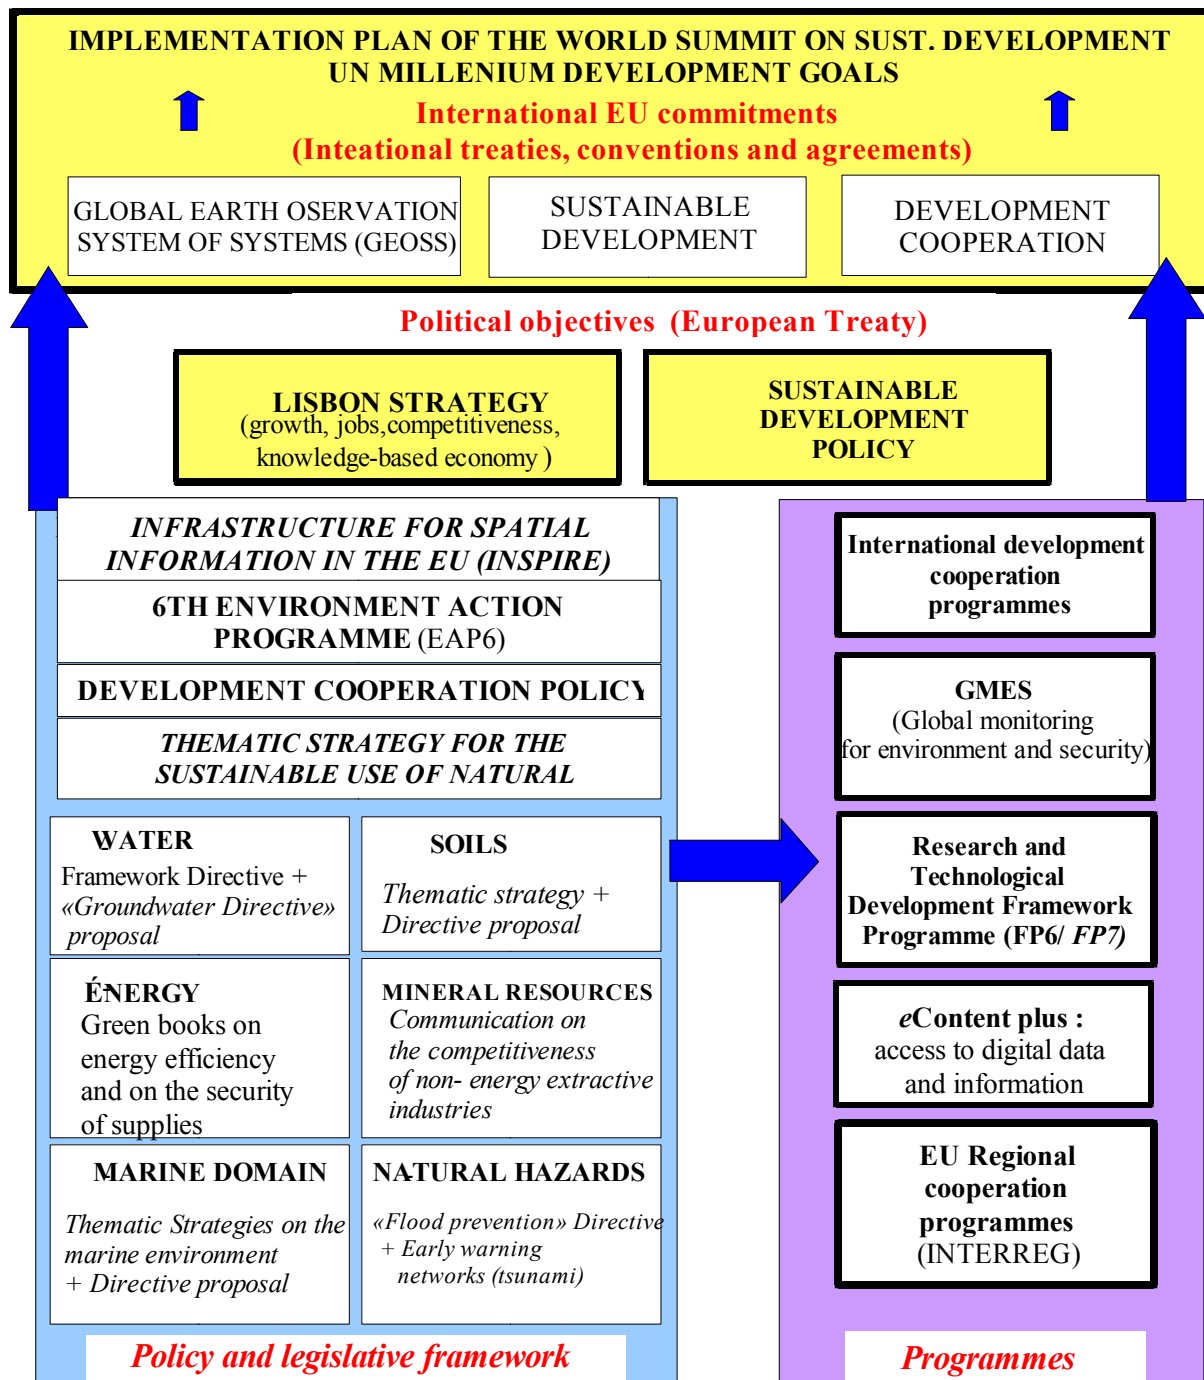 IMPLEMENTATION PLAN OF THE WORLD SUMMIT ON SUST. DEVELOPMENT
UN MILLENIUM DEVELOPMENT GOALS
International EU commitments
(Inteational treaties, conventions and agreements)
GLOBAL EARTH OSERVATION
SYSTEM OF SYSTEMS (GEOSS)
SUSTAINABLE
DEVELOPMENT
DEVELOPMENT
COOPERATION
Political objectives (European Treaty)
LISBON STRATEGY
(growth, jobs,competitiveness,
knowledge-based economy )
SUSTAINABLE
DEVELOPMENT
POLICY
INFRASTRUCTURE FOR SPATIAL
INFORMATION IN THE EU (INSPIRE)
6TH ENVIRONMENT ACTION
PROGRAMME (EAP6)
DEVELOPMENT COOPERATION POLICY
THEMATIC STRATEGY FOR THE
SUSTAINABLE USE OF NATURAL
WATER
Framework Directive +
«Groundwater Directive»
proposal
SOILS
Thematic strategy +
Directive proposal
ÉNERGY
Green books on
energy efficiency
and on the security
of supplies
MINERAL RESOURCES
Communication on
the competitiveness
of non- energy extractive
industries
MARINE DOMAIN
Thematic Strategies on the
marine environment
+ Directive proposal
NATURAL HAZARDS
«Flood prevention» Directive
+ Early warning
networks (tsunami)
Policy and legislative framework
International development
cooperation
programmes
GMES
(Global monitoring
for environment and security)
Research and
Technological
Development Framework
Programme (FP6/ FP7)
eContent plus :
access to digital data
and information
EU Regional
cooperation
programmes
(INTERREG)
Programmes